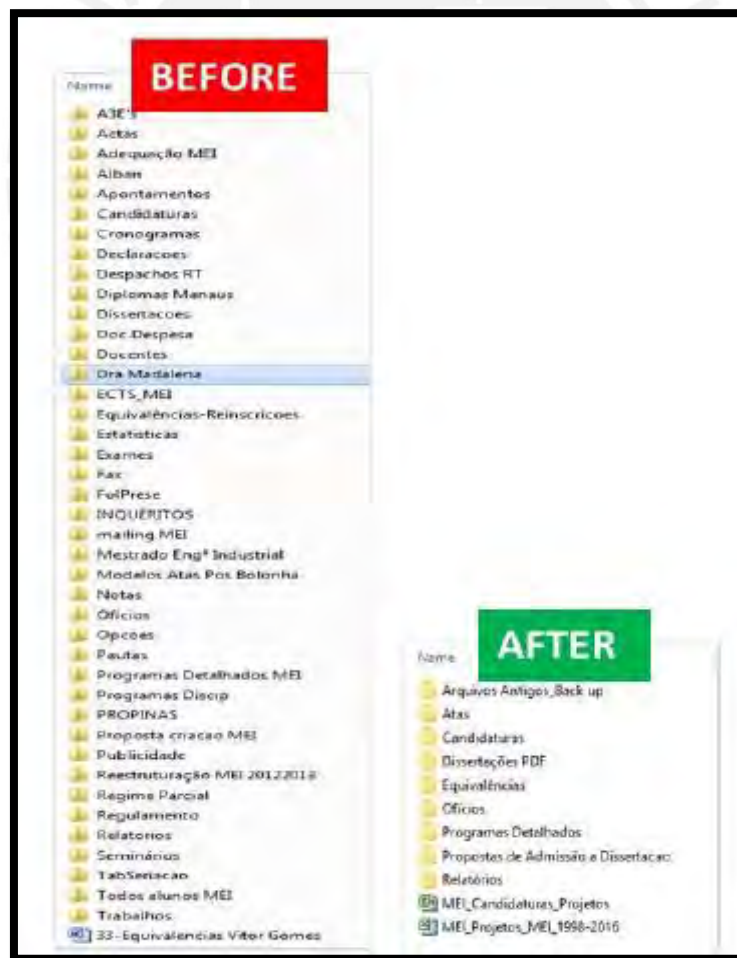 BEFORE
Name
A3E's
Actas
Adequação MEI
Alban
Apontamentos
Candidaturas
Cronogramas
Declaracoes
Despachos RT
Diplomas Manaus
Dissertacoes
Doc.Despesa
Docentes
Dra Madalena
ECTS_MEI
Equivalências-Reinscricoes
Estatisticas
Exames
Fax
FolPrese
INQUÉRITOS
mailing MEI
Mestrado Engª Industrial
Modelos Atas Pos Bolonha
Notas
Oficios
Opcoes
Pautas
Programas Detalhados MEI
Programas Discip
PROPINAS
Proposta criacao MEI
Publicidade
Reestruturação MEI 20122013
Regime Parcial
Regulamento
Relatorios
Seminários
TabSeriacao
Todos alunos MEI
Trabalhos
33-Equivalencias Vitor Gomes
AFTER
Name
Arquivos Antigos_Back up
Atas
Candidaturas
Dissertações PDF
Equivalências
Ofícios
Programas Detalhados
Propostas de Admissão a Dissertacao
Relatórios
MEI_Candidaturas_Projetos
MEI_Projetos_MEI_1998-2016